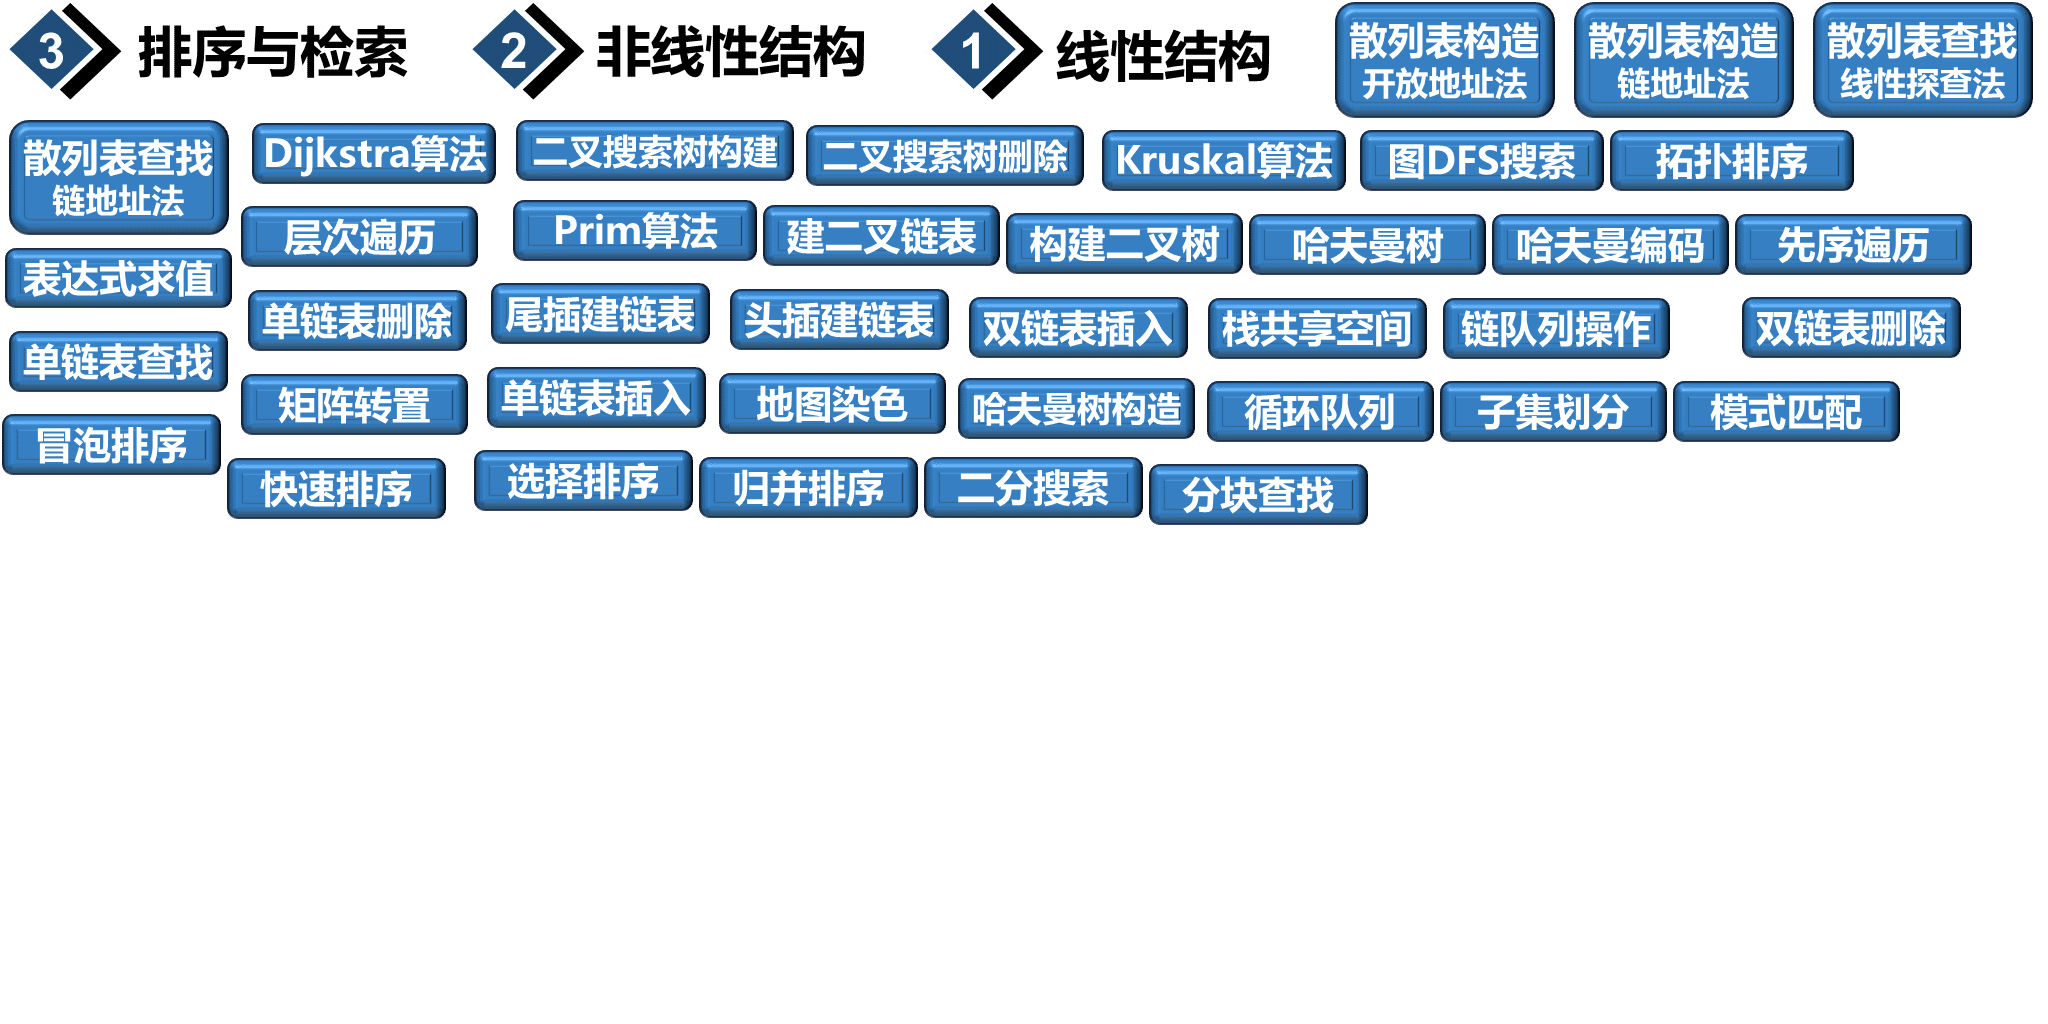 3 排序与检索
2 非线性结构
1 线性结构
散列表构造
开放地址法
散列表构造
链地址法
散列表查找
线性探查法
散列表查找
链地址法
Dijkstra算法
二叉搜索树构建
二叉搜索树删除
Kruskal算法
图DFS搜索
拓扑排序
层次遍历
Prim算法
建二叉链表
构建二叉树
哈夫曼树
哈夫曼编码
先序遍历
表达式求值
单链表删除
尾插建链表
头插建链表
双链表插入
栈共享空间
链队列操作
双链表删除
单链表查找
矩阵转置
单链表插入
地图染色
哈夫曼树构造
循环队列
子集划分
模式匹配
冒泡排序
快速排序
选择排序
归并排序
二分搜索
分块查找